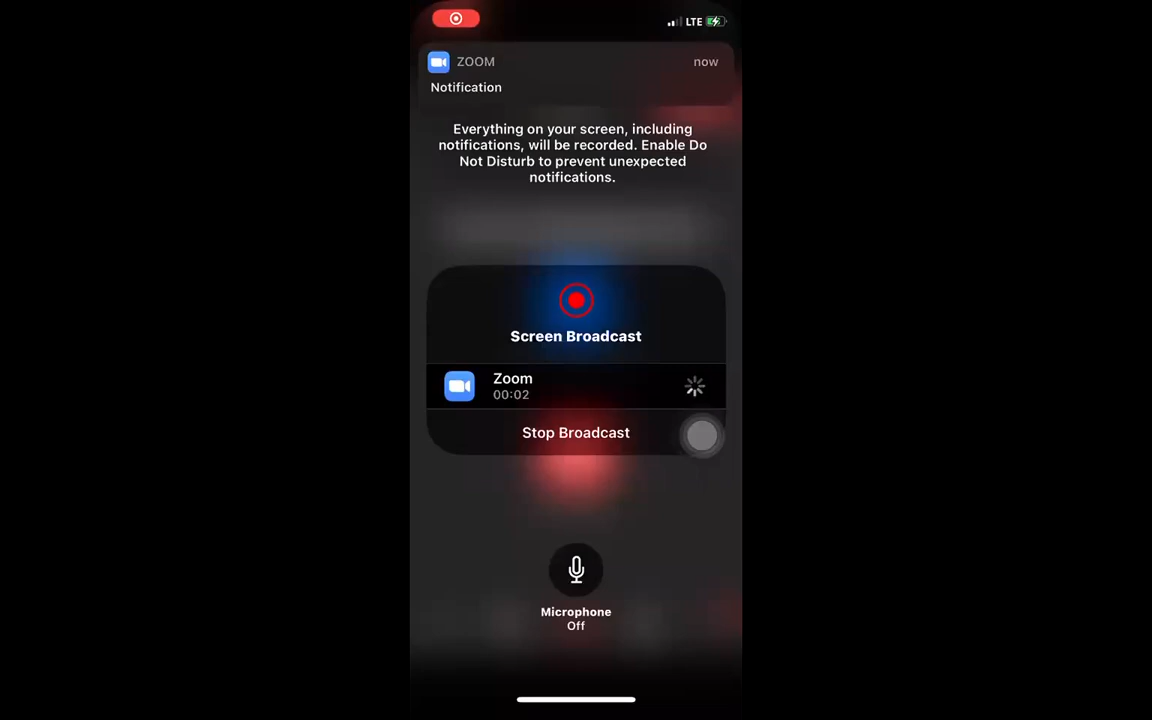 LTE
ZOOM
now
Notification
Everything on your screen, including
notifications, will be recorded. Enable Do
Not Disturb to prevent unexpected
notifications.
Screen Broadcast
Zoom
00:02
Stop Broadcast
Microphone
Off